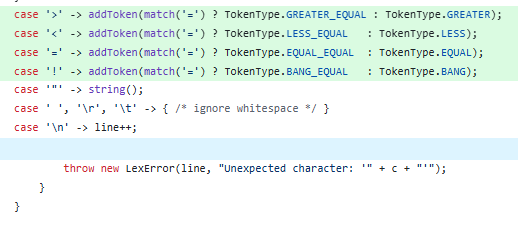 case '>' -> addToken(match('=') ? TokenType.GREATER_EQUAL : TokenType.GREATER);
case '<' -> addToken(match('=') ? TokenType.LESS_EQUAL   : TokenType.LESS);
case '=' -> addToken(match('=') ? TokenType.EQUAL_EQUAL  : TokenType.EQUAL);
case '!' -> addToken(match('=') ? TokenType.BANG_EQUAL   : TokenType.BANG);
case '"' -> string();
case ' ', '\r', '\t' -> { /* ignore whitespace */ }
case '\n' -> line++;
        throw new LexError(line, "Unexpected character: '" + c + "'");
    }
}